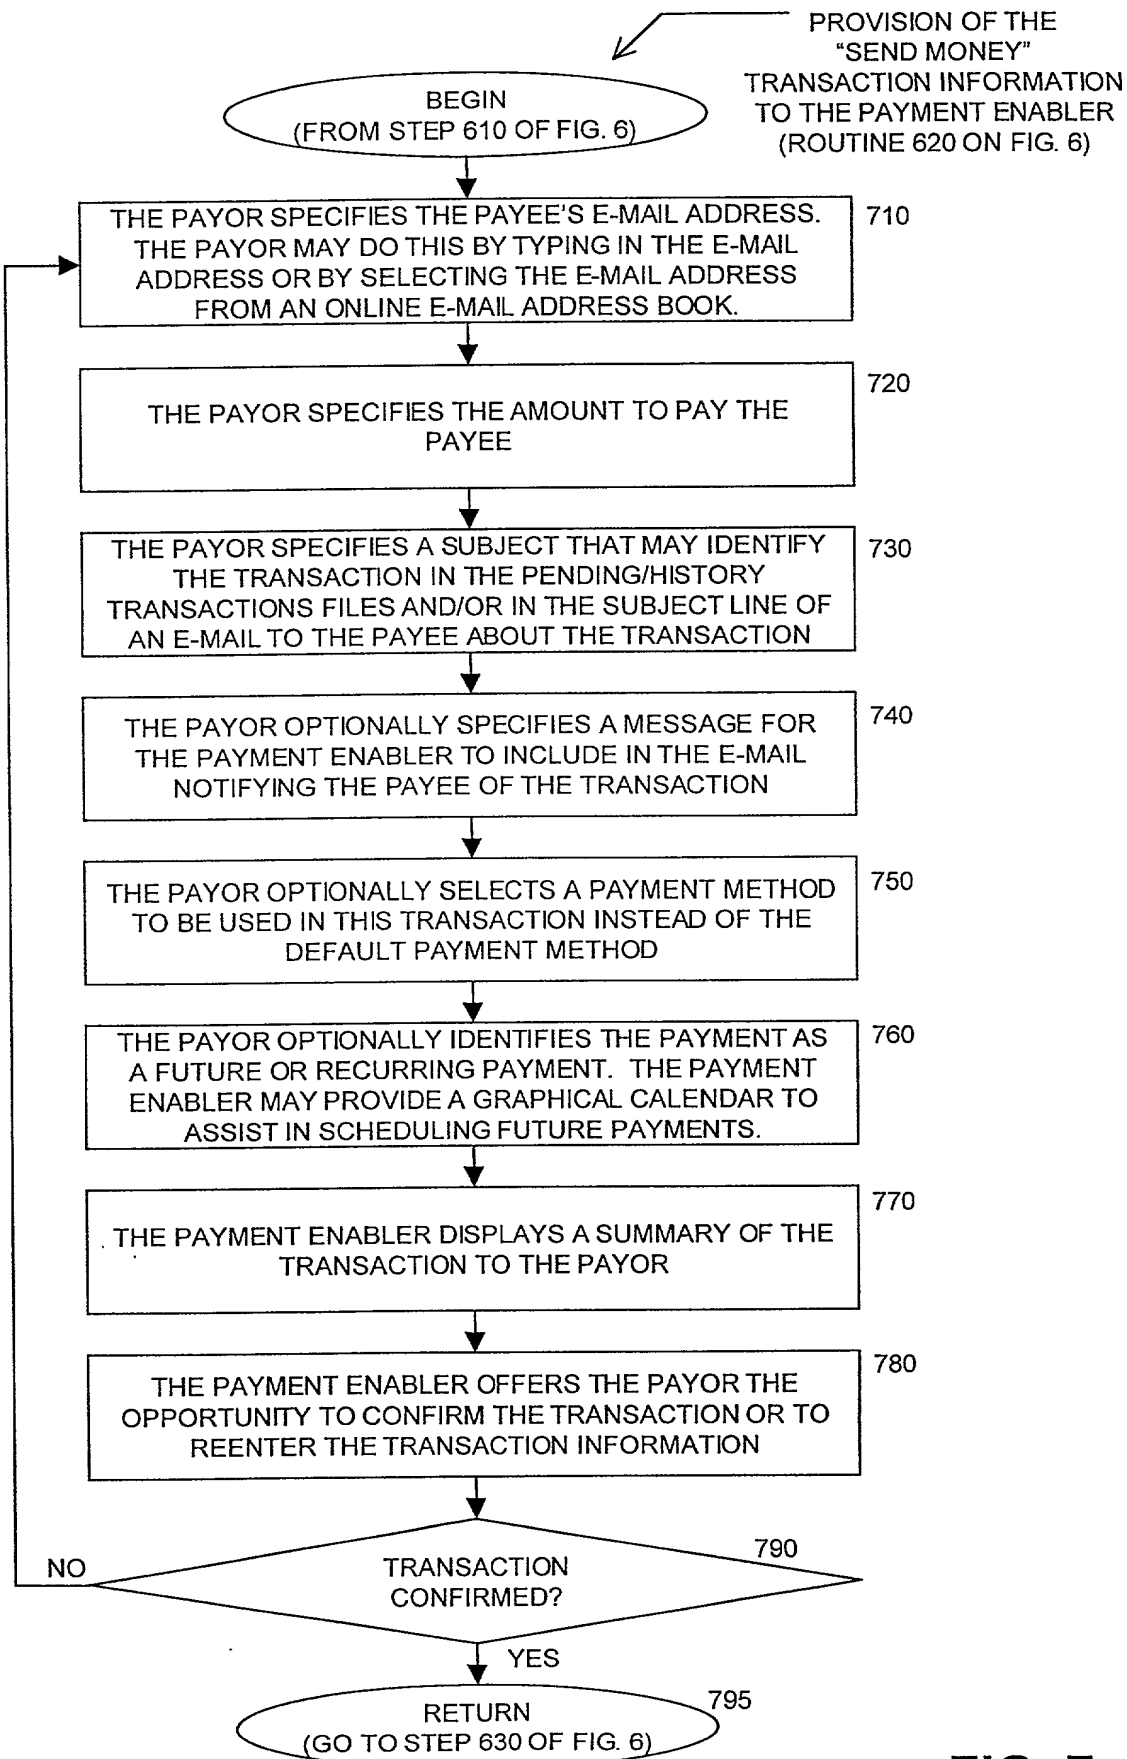 PROVISION OF THE
“SEND MONEY”
TRANSACTION INFORMATION
TO THE PAYMENT ENABLER
(ROUTINE 620 ON FIG. 6)
BEGIN
(FROM STEP 610 OF FIG. 6)
710
THE PAYOR SPECIFIES THE PAYEE'S E-MAIL ADDRESS.
THE PAYOR MAY DO THIS BY TYPING IN THE E-MAIL
ADDRESS OR BY SELECTING THE E-MAIL ADDRESS
FROM AN ONLINE E-MAIL ADDRESS BOOK.
720
THE PAYOR SPECIFIES THE AMOUNT TO PAY THE
PAYEE
730
THE PAYOR SPECIFIES A SUBJECT THAT MAY IDENTIFY
THE TRANSACTION IN THE PENDING/HISTORY
TRANSACTIONS FILES AND/OR IN THE SUBJECT LINE OF
AN E-MAIL TO THE PAYEE ABOUT THE TRANSACTION
740
THE PAYOR OPTIONALLY SPECIFIES A MESSAGE FOR
THE PAYMENT ENABLER TO INCLUDE IN THE E-MAIL
NOTIFYING THE PAYEE OF THE TRANSACTION
750
THE PAYOR OPTIONALLY SELECTS A PAYMENT METHOD
TO BE USED IN THIS TRANSACTION INSTEAD OF THE
DEFAULT PAYMENT METHOD
760
THE PAYOR OPTIONALLY IDENTIFIES THE PAYMENT AS
A FUTURE OR RECURRING PAYMENT. THE PAYMENT
ENABLER MAY PROVIDE A GRAPHICAL CALENDAR TO
ASSIST IN SCHEDULING FUTURE PAYMENTS.
770
THE PAYMENT ENABLER DISPLAYS A SUMMARY OF THE
TRANSACTION TO THE PAYOR
780
THE PAYMENT ENABLER OFFERS THE PAYOR THE
OPPORTUNITY TO CONFIRM THE TRANSACTION OR TO
REENTER THE TRANSACTION INFORMATION
790
NO
TRANSACTION
CONFIRMED?
YES
795
RETURN
(GO TO STEP 630 OF FIG. 6)